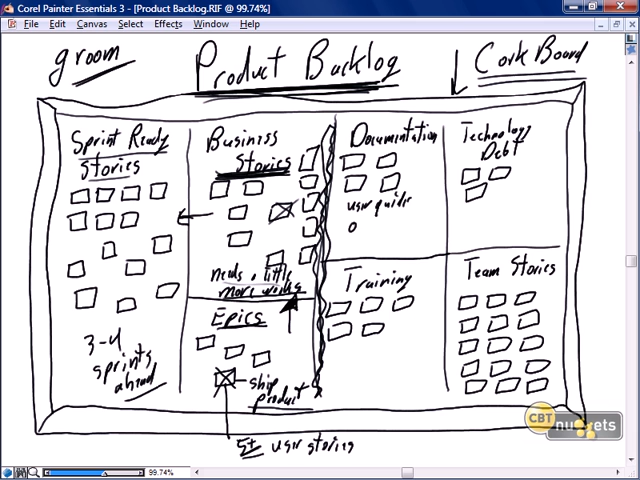 Corel Painter Essentials 3 - [Product Backlog.RIF @ 99.74%]
File Edit Canvas Select Effects Window Help
groom
Product Backlog
Cork Board
Sprint Ready
Stories
3-4
sprints
ahead
Business
Stories
needs a little
more works
Epics
ship
product
5+ user stories
Documentation
user guide
Technology
Debt
Training
Team Stories
CBT
nuggets
99.74%